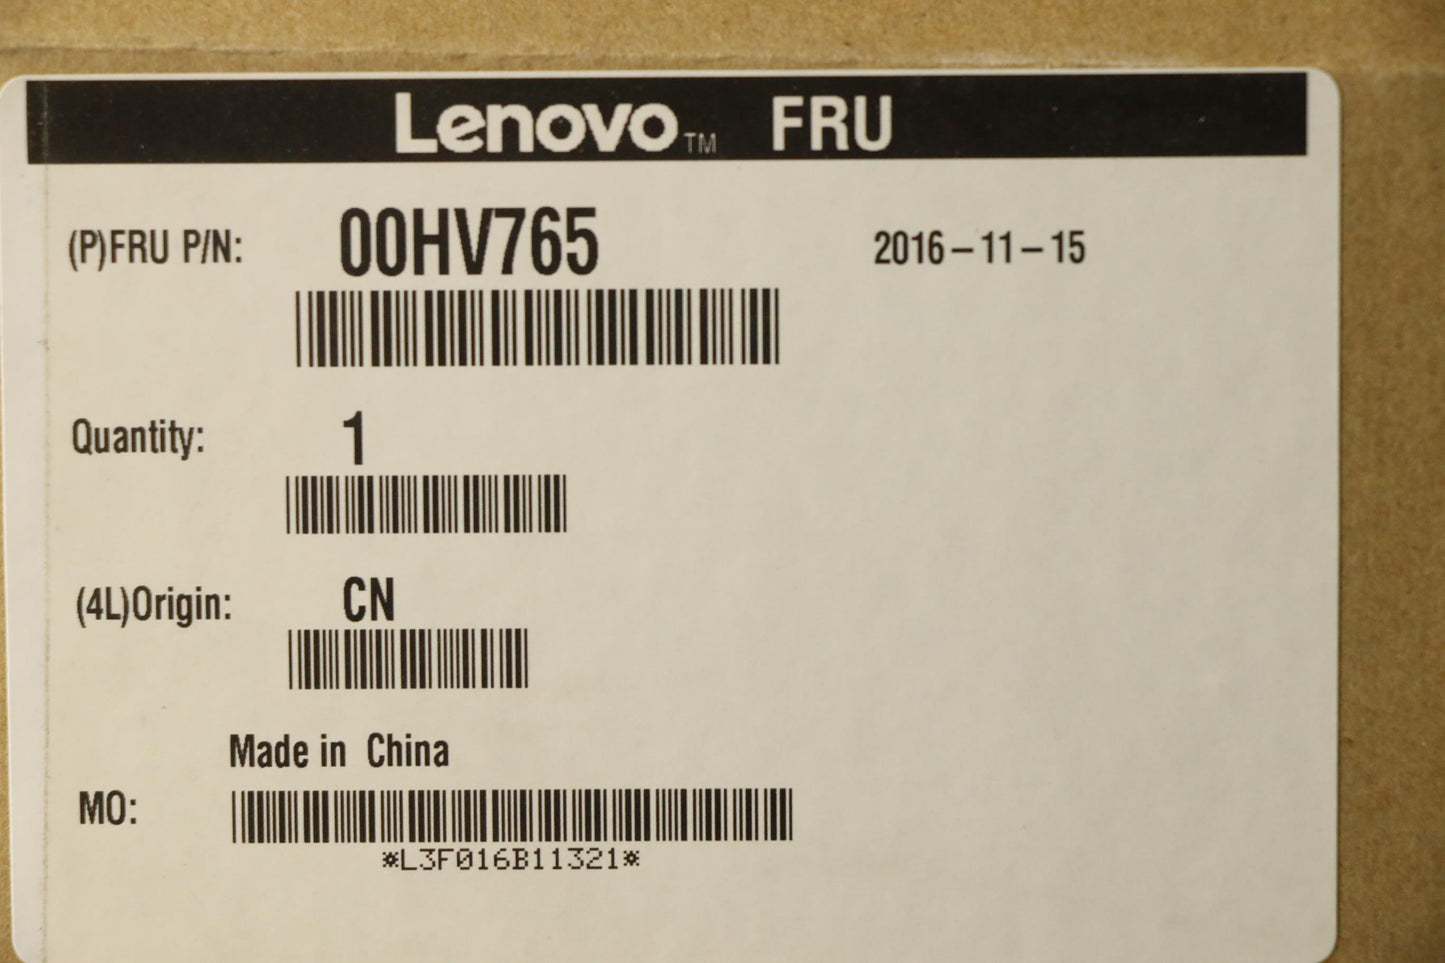 Lenovo™ FRU
(P)FRU P/N: 00HV765 2016-11-15
Quantity: 1
(4L)Origin: CN
Made in China
MO:
*L3F016B11321*